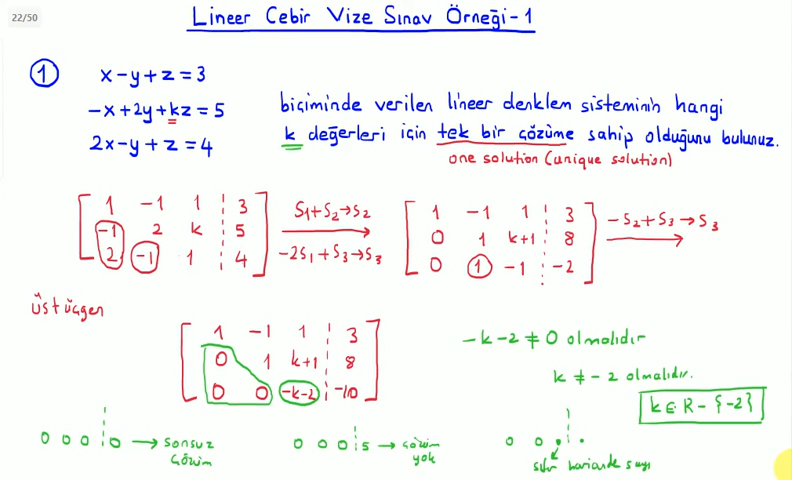 22/50
Lineer Cebir Vize Sınav Örneği-1
1
x-y+z=3
-x+2y+kz=5
2x-y+z=4
biçiminde verilen lineer denklem sisteminin hangi
k değerleri için tek bir çözüme sahip olduğunu bulunuz.
one solution (unique solution)
1 -1 1 | 3
-1 2 k | 5
2 -1 1 | 4
S1+S2→S2
-2S1+S3→S3
1 -1 1 | 3
0 1 k+1 | 8
0 1 -1 | -2
-S2+S3→S3
üst üçgen
1 -1 1 | 3
0 1 k+1 | 8
0 0 -k-2 | -10
-k-2 ≠ 0 olmalıdır
k ≠ -2 olmalıdır.
k∈R-{-2}
0 0 0 | 0 → sonsuz
çözüm
0 0 0 | 5 → çözüm
yok
0 0 . | .
sıfır haricinde sayı